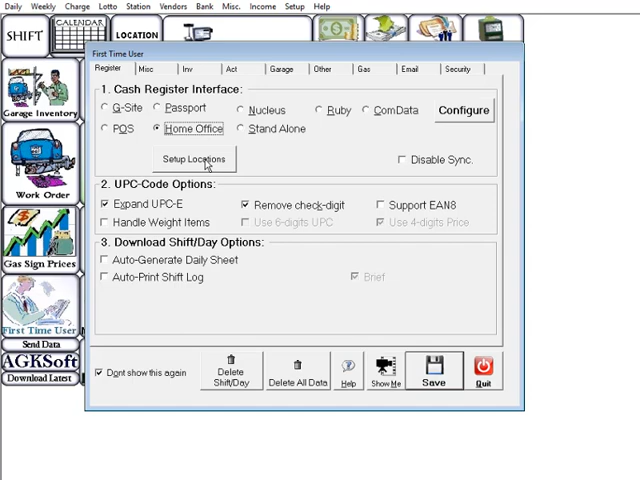 Daily Weekly Charge Lotto Station Vendors Bank Misc. Income Setup Help
SHIFT CALENDAR LOCATION
First Time User
Register Misc Inv Act Garage Other Gas Email Security
1. Cash Register Interface:
G-Site Passport Nucleus Ruby ComData Configure
POS Home Office Stand Alone
Setup Locations Disable Sync.
2. UPC-Code Options:
Expand UPC-E Remove check-digit Support EAN8
Handle Weight Items Use 6-digits UPC Use 4-digits Price
3. Download Shift/Day Options:
Auto-Generate Daily Sheet
Auto-Print Shift Log Brief
Dont show this again Delete Shift/Day Delete All Data Help Show Me Save Quit
Garage Inventory
Work Order
Gas Sign Prices
First Time User
Send Data
AGKSoft
Download Latest